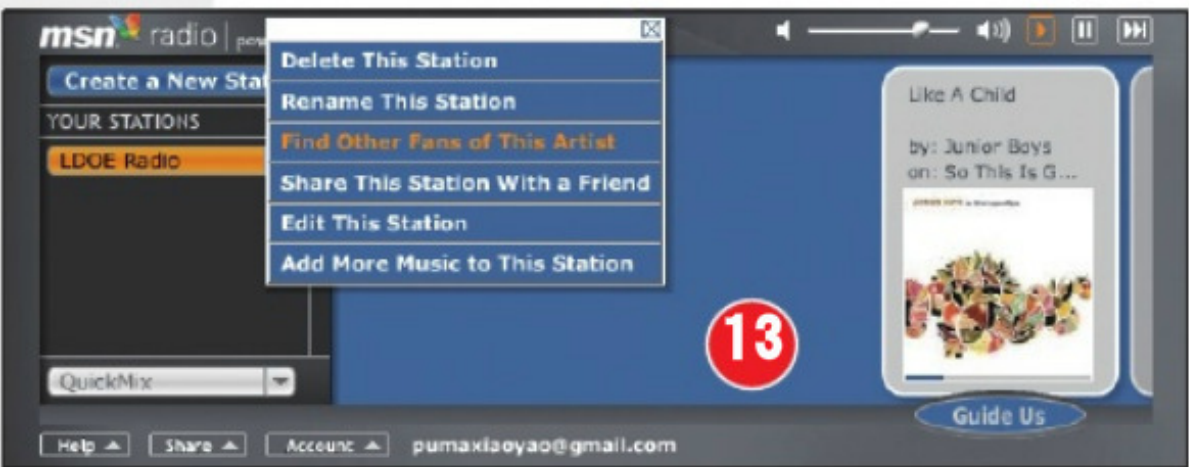 msn radio
Create a New Stat
YOUR STATIONS
LDOE Radio
QuickMix
Delete This Station
Rename This Station
Find Other Fans of This Artist
Share This Station With a Friend
Edit This Station
Add More Music to This Station
Like A Child
by: Junior Boys
on: So This Is G...
13
Guide Us
Help
Share
Account
pumaxiaoyao@gmail.com